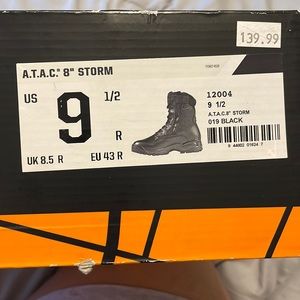 139.99
A.T.A.C.® 8" STORM
US 9 1/2 R
UK 8.5 R EU 43 R
12004
9 1/2
A.T.A.C.8" STORM
019 BLACK